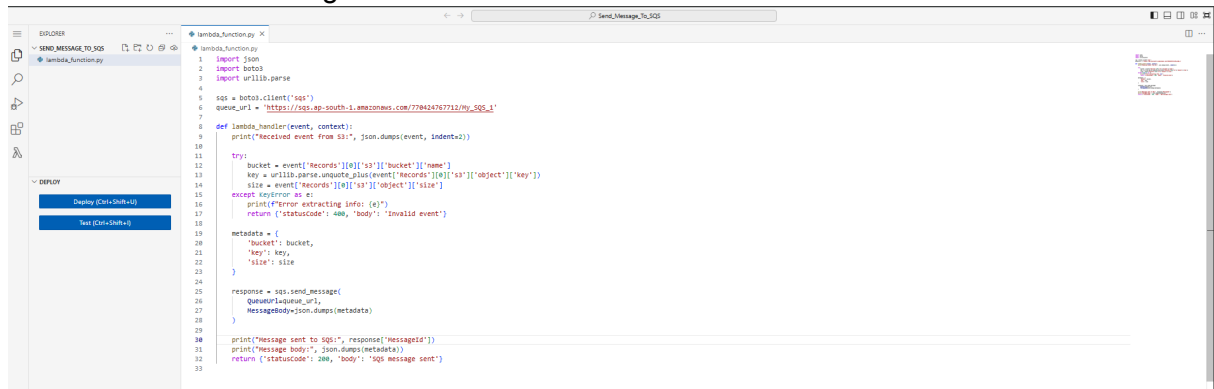 Send_Message_To_SQS
EXPLORER
SEND_MESSAGE_TO_SQS
lambda_function.py
DEPLOY
Deploy (Ctrl+Shift+U)
Test (Ctrl+Shift+I)
lambda_function.py
lambda_function.py
1 import json
2 import boto3
3 import urllib.parse
4
5 sqs = boto3.client('sqs')
6 queue_url = 'https://sqs.ap-south-1.amazonaws.com/770424767712/My_SQS_1'
7
8 def lambda_handler(event, context):
9     print("Received event from S3:", json.dumps(event, indent=2))
10
11     try:
12         bucket = event['Records'][0]['s3']['bucket']['name']
13         key = urllib.parse.unquote_plus(event['Records'][0]['s3']['object']['key'])
14         size = event['Records'][0]['s3']['object']['size']
15     except KeyError as e:
16         print(f"Error extracting info: {e}")
17         return {'statusCode': 400, 'body': 'Invalid event'}
18
19     metadata = {
20         'bucket': bucket,
21         'key': key,
22         'size': size
23     }
24
25     response = sqs.send_message(
26         QueueUrl=queue_url,
27         MessageBody=json.dumps(metadata)
28     )
29
30     print("Message sent to SQS:", response['MessageId'])
31     print("Message body:", json.dumps(metadata))
32     return {'statusCode': 200, 'body': 'SQS message sent'}
33